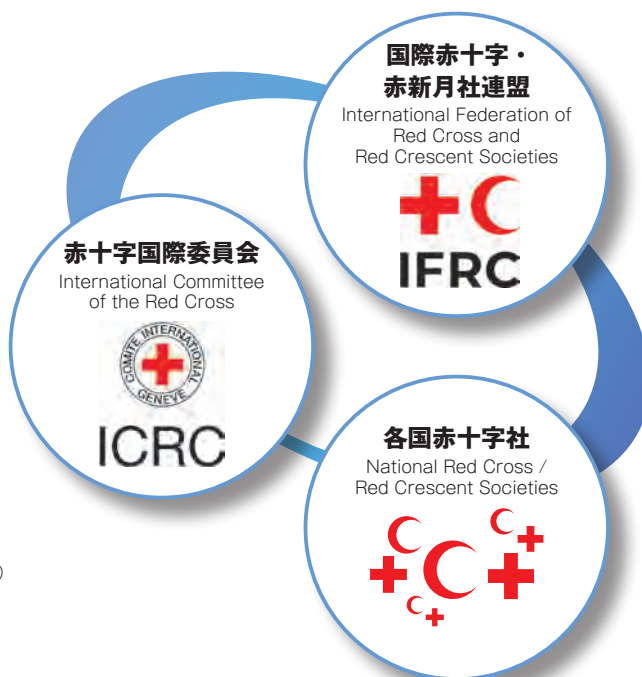 国際赤十字・
赤新月社連盟
International Federation of
Red Cross and
Red Crescent Societies
IFRC
赤十字国際委員会
International Committee
of the Red Cross
COMITE INTERNATIONAL
GENEVE
ICRC
各国赤十字社
National Red Cross /
Red Crescent Societies
)